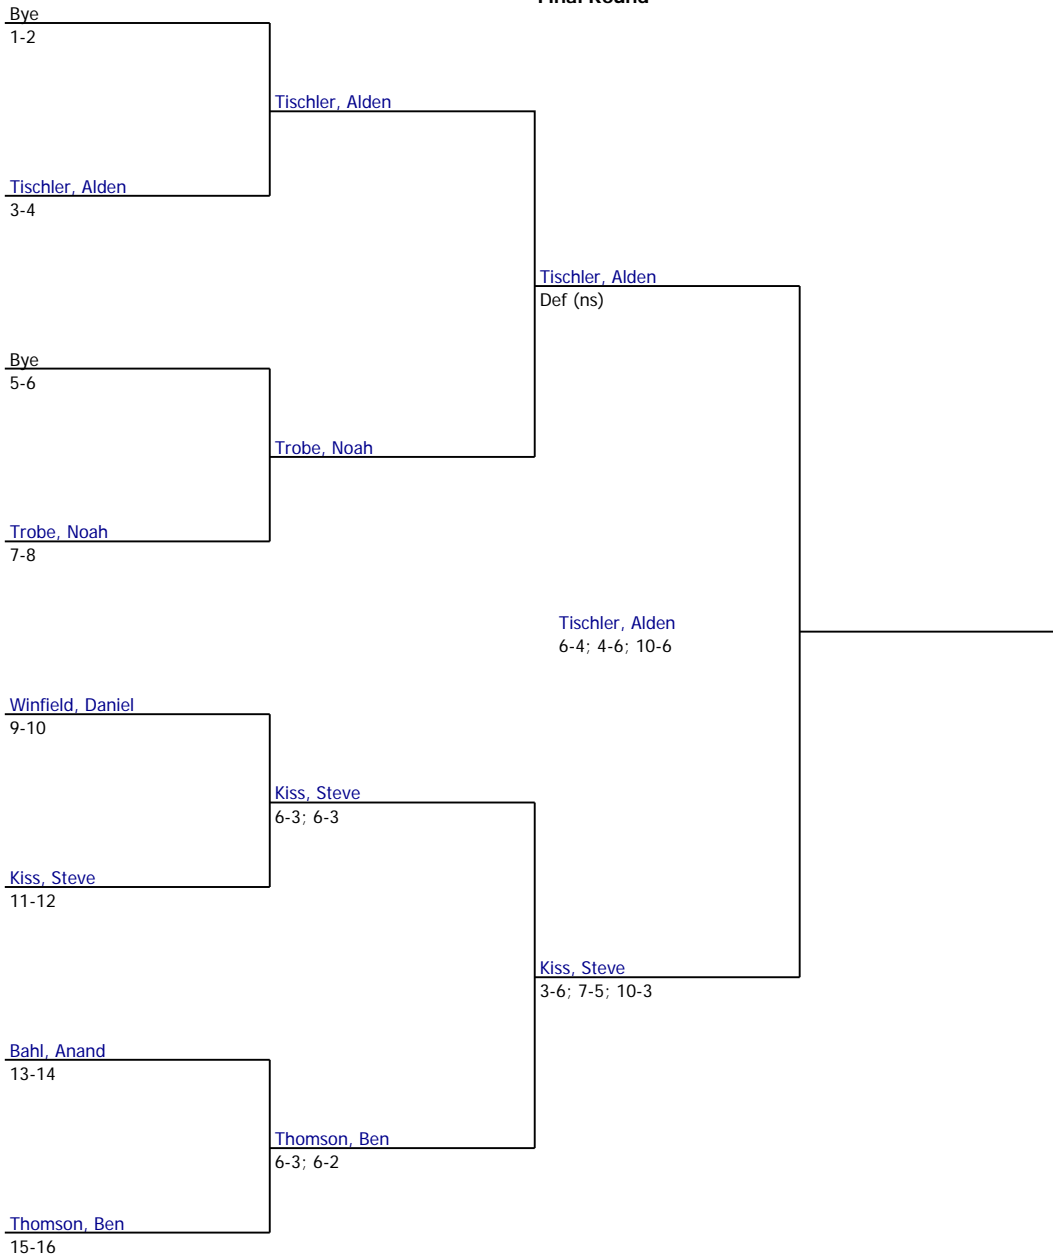 Final Round
Bye
1-2
Tischler, Alden
Tischler, Alden
3-4
Tischler, Alden
Def (ns)
Bye
5-6
Trobe, Noah
Trobe, Noah
7-8
Tischler, Alden
6-4; 4-6; 10-6
Winfield, Daniel
9-10
Kiss, Steve
6-3; 6-3
Kiss, Steve
11-12
Kiss, Steve
3-6; 7-5; 10-3
Bahl, Anand
13-14
Thomson, Ben
6-3; 6-2
Thomson, Ben
15-16